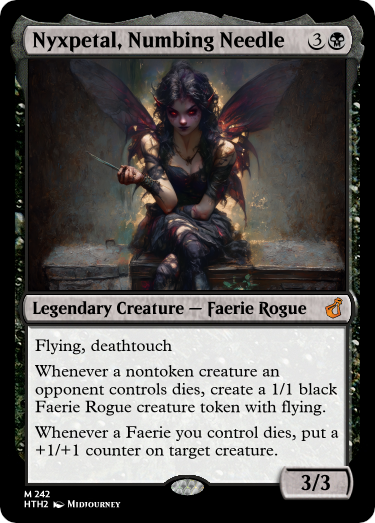 Nyxpetal, Numbing Needle 3
Legendary Creature — Faerie Rogue
Flying, deathtouch
Whenever a nontoken creature an
opponent controls dies, create a 1/1 black
Faerie Rogue creature token with flying.
Whenever a Faerie you control dies, put a
+1/+1 counter on target creature.
3/3
M 242
HTH2 Midjourney